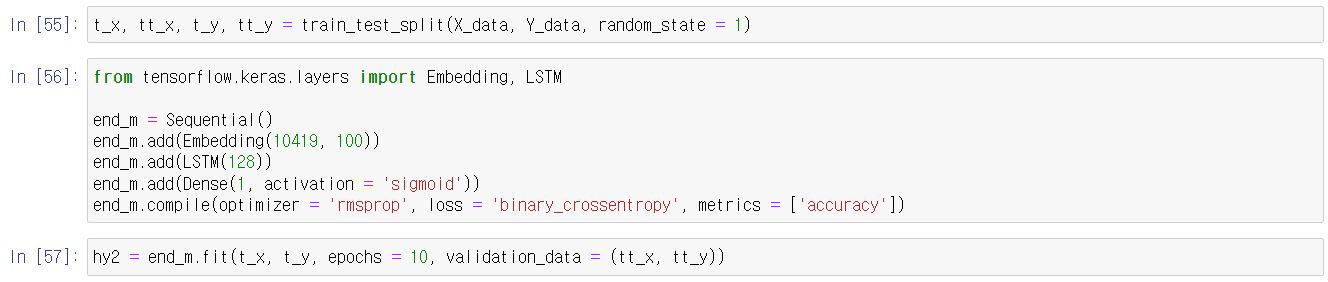 In [55]: t_x, tt_x, t_y, tt_y = train_test_split(X_data, Y_data, random_state = 1)
In [56]: from tensorflow.keras.layers import Embedding, LSTM
end_m = Sequential()
end_m.add(Embedding(10419, 100))
end_m.add(LSTM(128))
end_m.add(Dense(1, activation = 'sigmoid'))
end_m.compile(optimizer = 'rmsprop', loss = 'binary_crossentropy', metrics = ['accuracy'])
In [57]: hy2 = end_m.fit(t_x, t_y, epochs = 10, validation_data = (tt_x, tt_y))